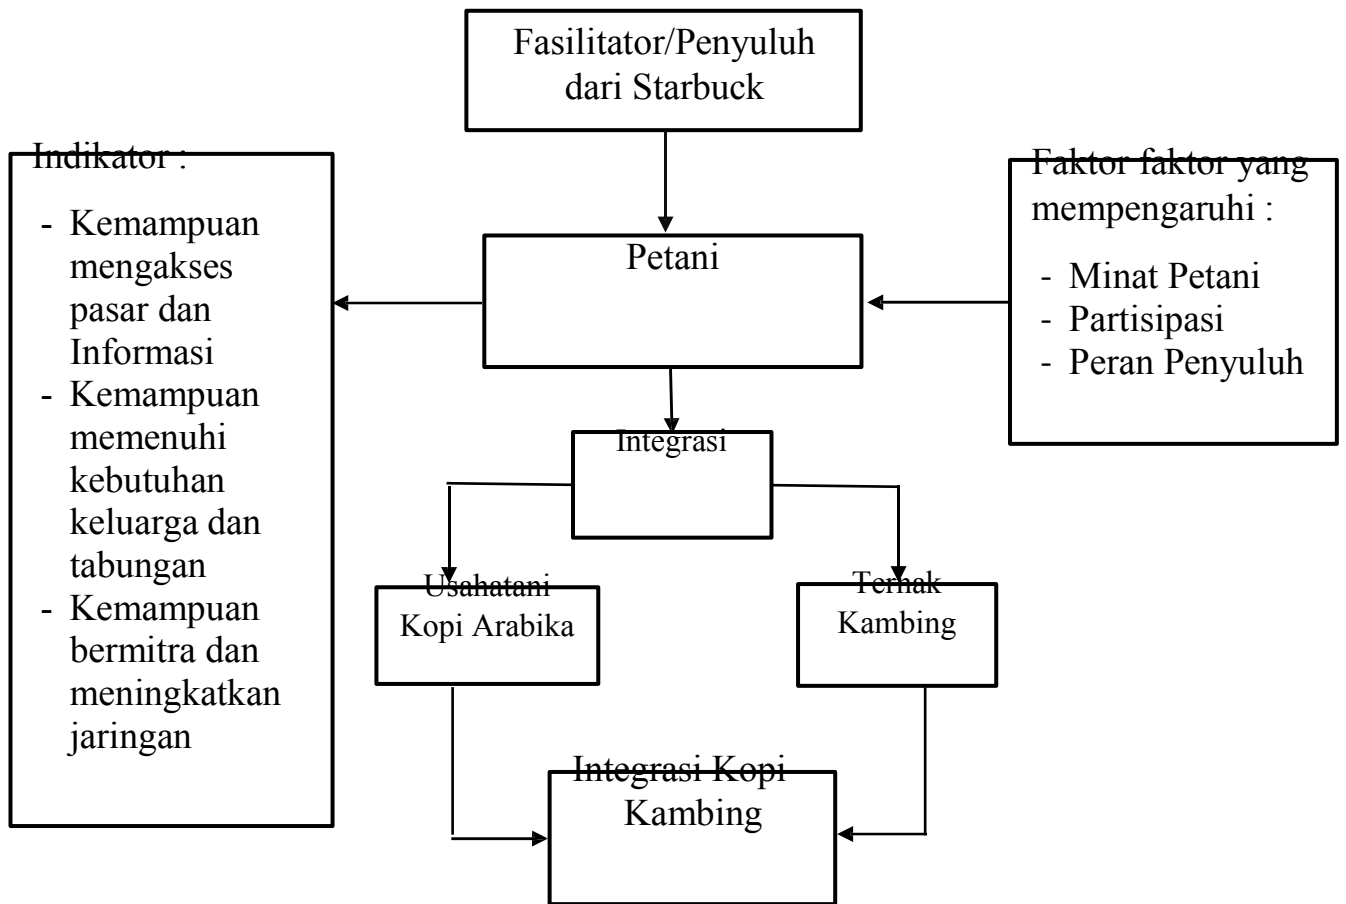 Fasilitator/Penyuluh
dari Starbuck
Indikator :
- Kemampuan
mengakses
pasar dan
Informasi
- Kemampuan
memenuhi
kebutuhan
keluarga dan
tabungan
- Kemampuan
bermitra dan
meningkatkan
jaringan
Petani
Faktor faktor yang
mempengaruhi :
- Minat Petani
- Partisipasi
- Peran Penyuluh
Integrasi
Usahatani
Kopi Arabika
Ternak
Kambing
Integrasi Kopi
Kambing